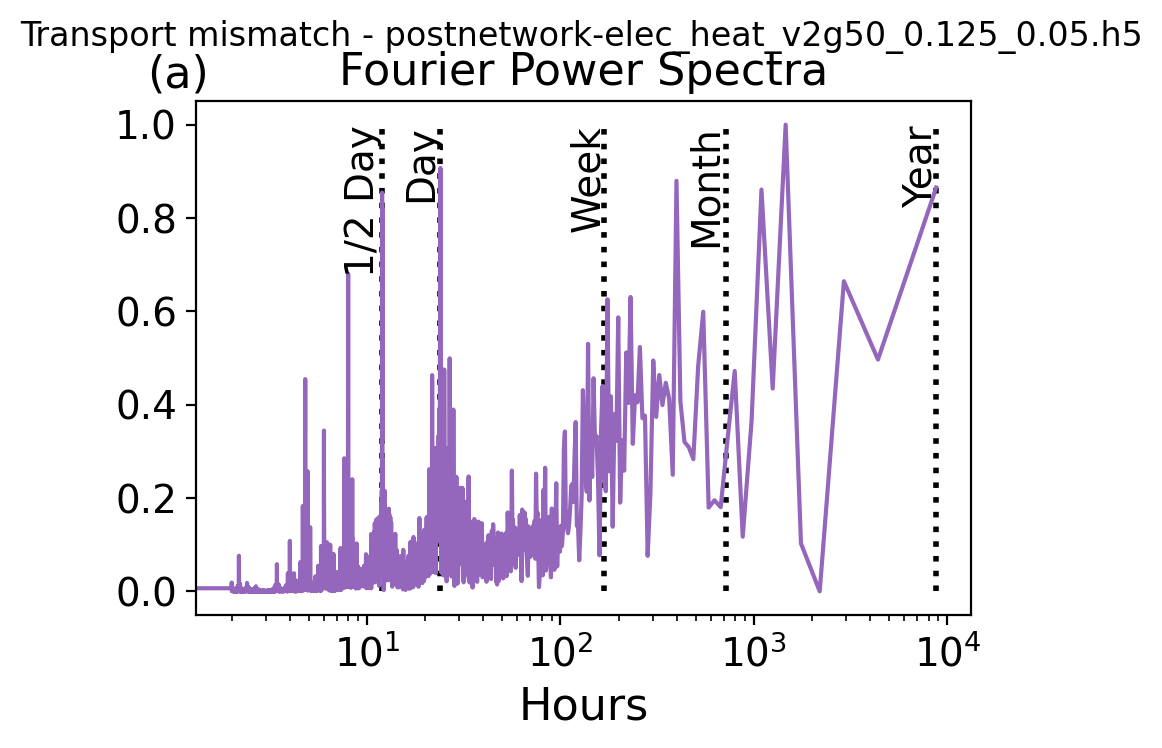 Transport mismatch - postnetwork-elec_heat_v2g50_0.125_0.05.h5
(a) Fourier Power Spectra
1.0
0.8
0.6
0.4
0.2
0.0
1/2 Day
Day
Week
Month
Year
10¹ 10² 10³ 10⁴
Hours